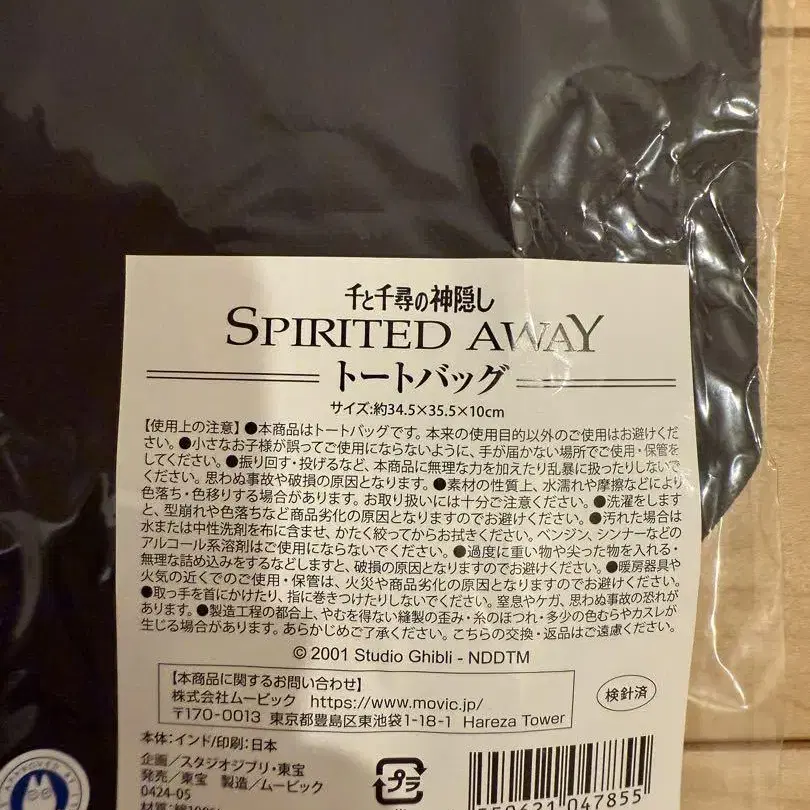 千と千尋の神隠し
SPIRITED AWAY
トートバッグ
サイズ:約34.5×35.5×10cm
【使用上の注意】●本商品はトートバッグです。本来の使用目的以外のご使用はお避けくだ
さい。●小さなお子様が誤ってご使用にならないように、手が届かない場所でご使用・保管を
してください。●振り回す・投げるなど、本商品に無理な力を加えたり乱暴に扱ったりしないで
ください。思わぬ事故や破損の原因となります。●素材の性質上、水濡れや摩擦などにより
色落ち・色移りする場合があります。お取り扱いには十分ご注意ください。●洗濯をします
と、型崩れや色落ちなど商品劣化の原因となりますのでお避けください。●汚れた場合は
水または中性洗剤を布に含ませ、かたく絞ってからお拭きください。ベンジン、シンナーなどの
アルコール系溶剤はご使用にならないでください。●過度に重い物や尖った物を入れる・
無理な詰め込みをするなどしますと、破損の原因となりますのでお避けください。●暖房器具や
火気の近くでのご使用・保管は、火災や商品劣化の原因となりますのでお避けください。
●取っ手を首にかけたり、指に巻きつけたりしないでください。窒息やケガ、思わぬ事故の恐れが
あります。●製造工程の都合上、やむを得ない縫製の歪み・糸のほつれ・多少の色むらやカスレが
生じる場合があります。あらかじめご了承ください。こちらの交換・返品はご遠慮ください。
© 2001 Studio Ghibli - NDDTM
【本商品に関するお問い合わせ】
株式会社ムービック https://www.movic.jp/
〒170-0013 東京都豊島区東池袋1-18-1 Hareza Tower
検針済
本体:インド/印刷:日本
企画/スタジオジブリ・東宝
発売/東宝 製造/ムービック
0424-05
プラ
APPROVED AT
047855